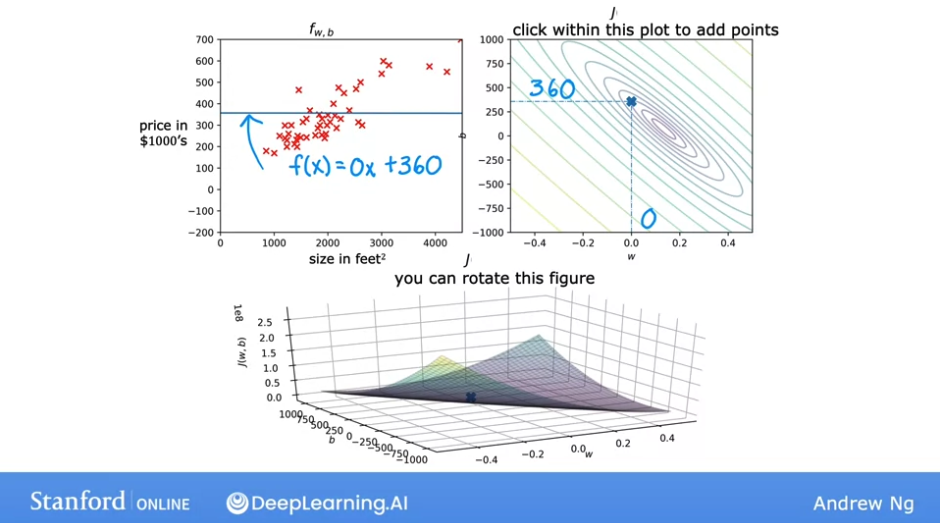 f w, b
700
600
500
400
300
200
100
0
−100
−200
price in
$1000's
f(x)=0x +360
0
1000
2000
3000
4000
size in feet²
J
click within this plot to add points
1000
750
500
250
0
−250
−500
−750
−1000
b
360
0
−0.4
−0.2
0.0
0.2
0.4
w
J
you can rotate this figure
1e8
2.5
2.0
1.5
1.0
0.5
0.0
J(w, b)
1000
750
500
250
0
−250
−500
−750
−1000
b
−0.4
−0.2
0.0
0.2
0.4
w
Stanford ONLINE
DeepLearning.AI
Andrew Ng